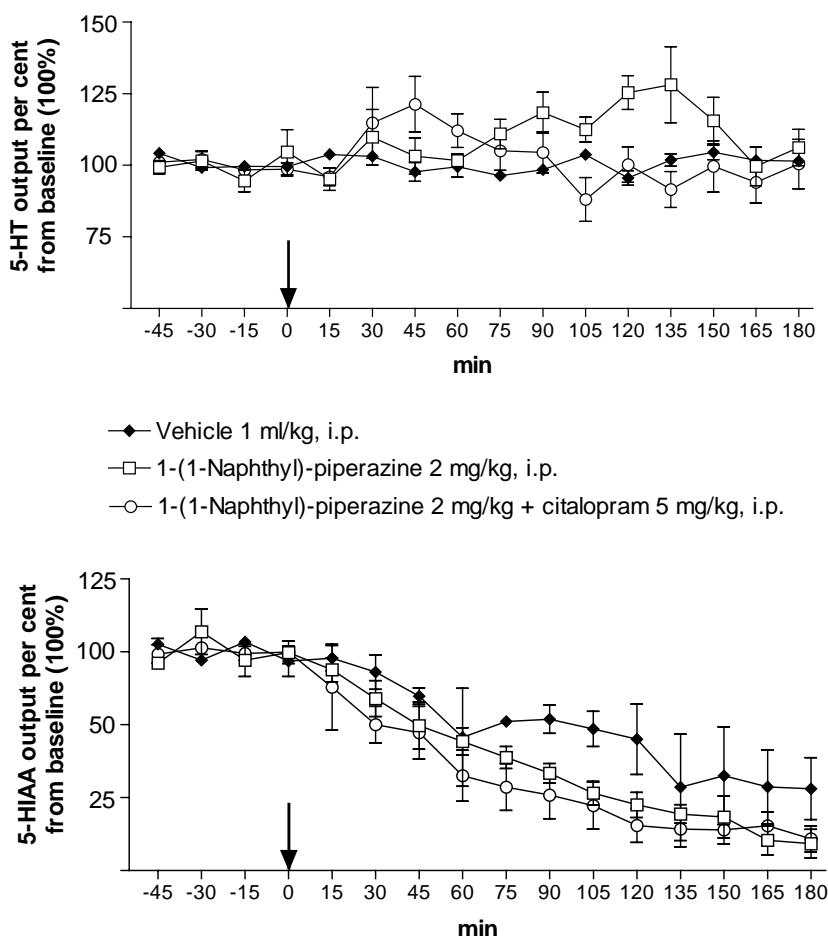 5-HT output per cent
from baseline (100%)
150
125
100
75
-45 -30 -15 0 15 30 45 60 75 90 105 120 135 150 165 180
min
Vehicle 1 ml/kg, i.p.
1-(1-Naphthyl)-piperazine 2 mg/kg, i.p.
1-(1-Naphthyl)-piperazine 2 mg/kg + citalopram 5 mg/kg, i.p.
5-HIAA output per cent
from baseline (100%)
125
100
50
25
-45 -30 -15 0 15 30 45 60 75 90 105 120 135 150 165 180
min